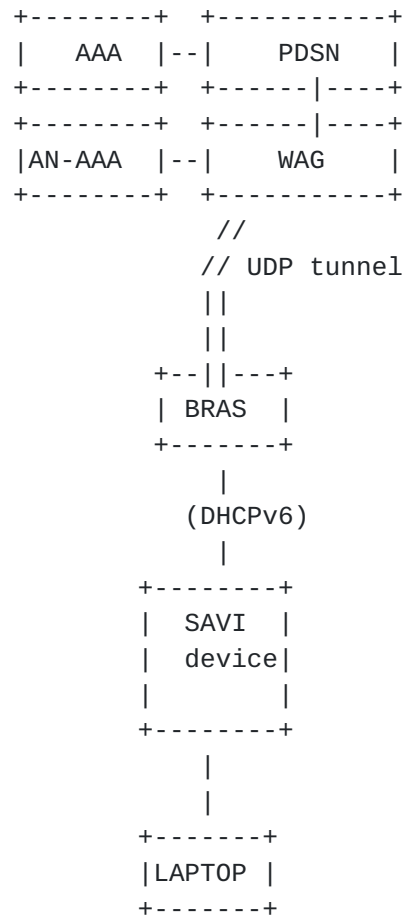 AAA PDSN
AN-AAA WAG
// UDP tunnel
BRAS
(DHCPv6)
SAVI
device
LAPTOP